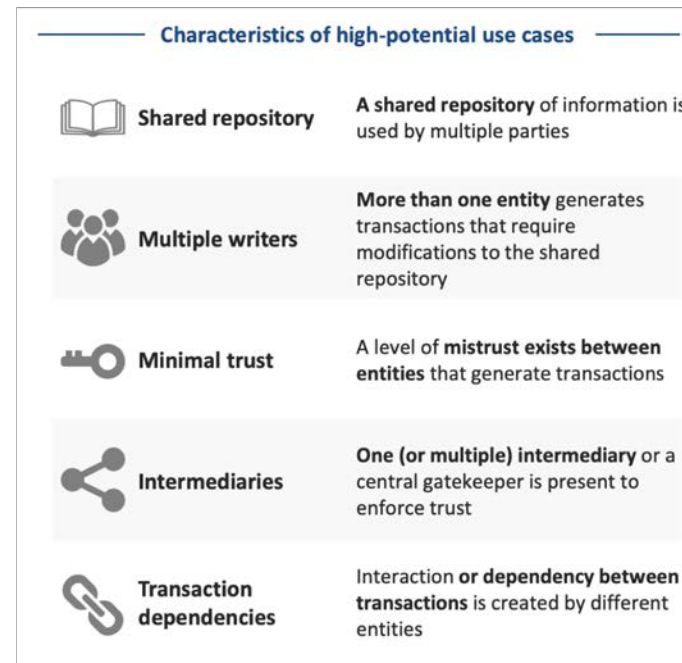 Characteristics of high-potential use cases
Shared repository
A shared repository of information is
used by multiple parties
Multiple writers
More than one entity generates
transactions that require
modifications to the shared
repository
Minimal trust
A level of mistrust exists between
entities that generate transactions
Intermediaries
One (or multiple) intermediary or a
central gatekeeper is present to
enforce trust
Transaction
dependencies
Interaction or dependency between
transactions is created by different
entities